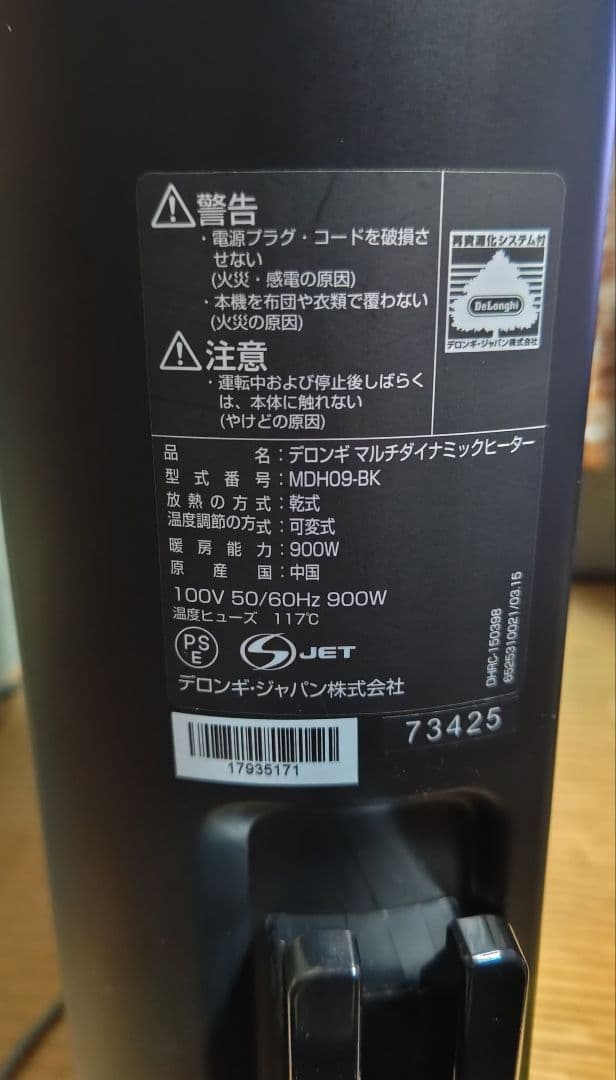 警告
・電源プラグ・コードを破損さ
せない
(火災・感電の原因)
・本機を布団や衣類で覆わない
(火災の原因)
注意
・運転中および停止後しばらく
は、本体に触れない
(やけどの原因)
再資源化システム付
DeLonghi
デロンギ・ジャパン株式会社
品名：デロンギ マルチダイナミックヒーター
型式番号：MDH09-BK
放熱の方式：乾式
温度調節の方式：可変式
暖房能力：900W
原産国：中国
100V 50/60Hz 900W
温度ヒューズ 117℃
PS
E
S JET
デロンギ・ジャパン株式会社
DHRC-150398
6525310021/03.15
73425
17935171